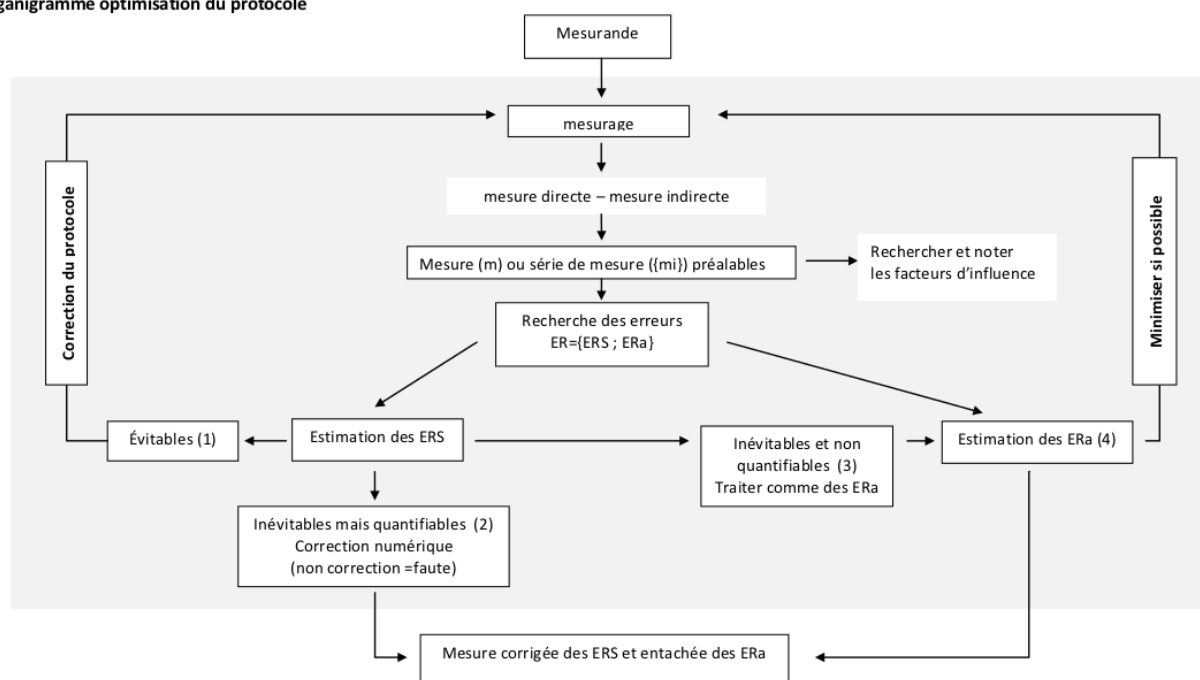 ganigramme optimisation du protocole
Mesurande
mesurage
mesure directe – mesure indirecte
Mesure (m) ou série de mesure ({mi}) préalables
Rechercher et noter
les facteurs d’influence
Recherche des erreurs
ER={ERS ; ERa}
Correction du protocole
Minimiser si possible
Évitables (1)
Estimation des ERS
Inévitables et non
quantifiables (3)
Traiter comme des ERa
Estimation des ERa (4)
Inévitables mais quantifiables (2)
Correction numérique
(non correction =faute)
Mesure corrigée des ERS et entachée des ERa